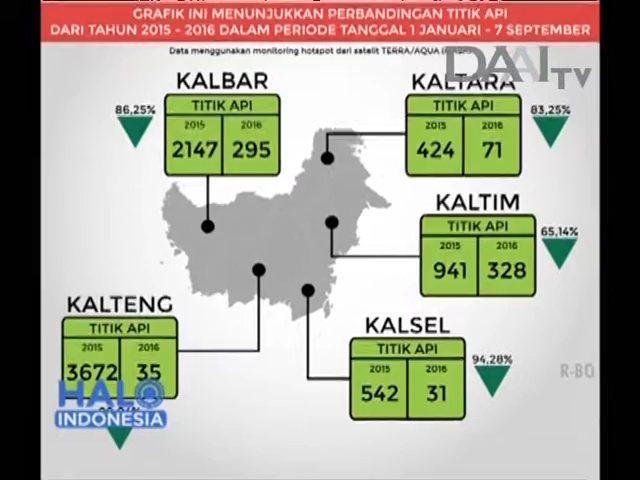 GRAFIK INI MENUNJUKKAN PERBANDINGAN TITIK API
DARI TAHUN 2015 - 2016 DALAM PERIODE TANGGAL 1 JANUARI - 7 SEPTEMBER
Data menggunakan monitoring hotspot dari satelit TERRA/AQUA
DAAI TV
KALBAR
86,25%
TITIK API
2015 2016
2147 295
KALTARA
83,25%
TITIK API
2015 2016
424 71
KALTIM
65,14%
TITIK API
2015 2016
941 328
KALTENG
TITIK API
2015 2016
3672 35
KALSEL
94,28%
TITIK API
2015 2016
542 31
R-BO
HALO
INDONESIA